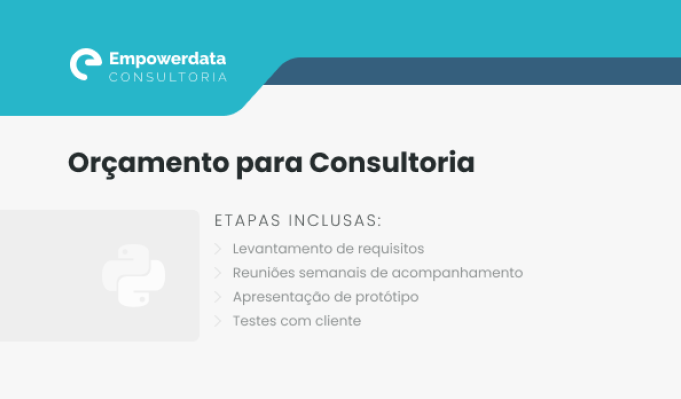 Empowerdata
CONSULTORIA
Orçamento para Consultoria
ETAPAS INCLUSAS:
Levantamento de requisitos
Reuniões semanais de acompanhamento
Apresentação de protótipo
Testes com cliente